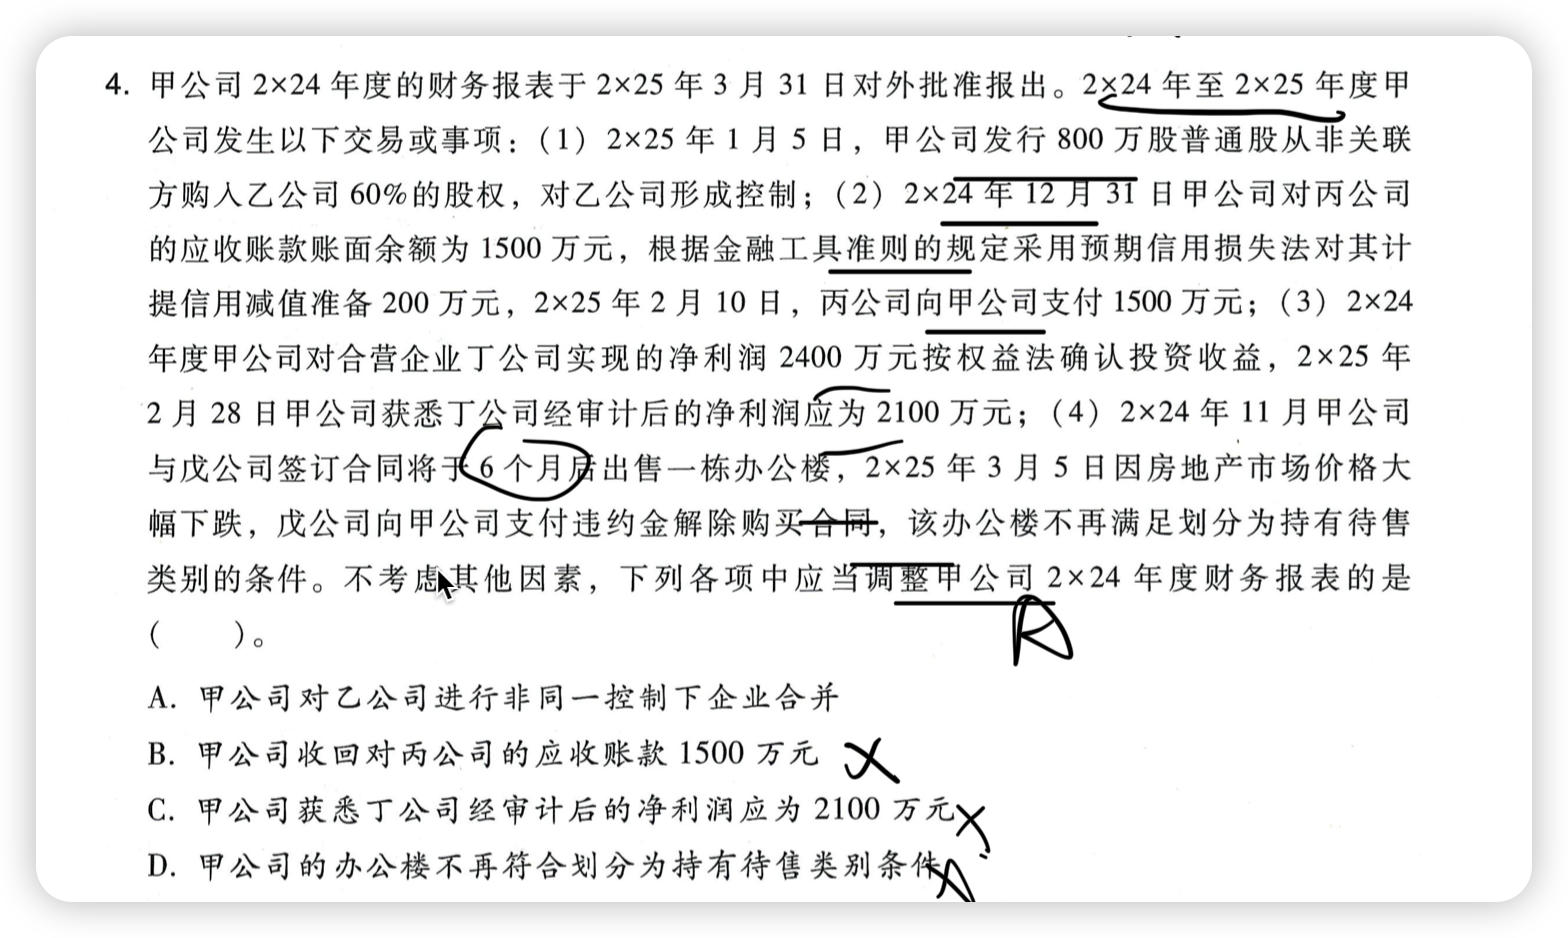 4. 甲公司 2×24 年度的财务报表于 2×25 年 3 月 31 日对外批准报出。2×24 年至 2×25 年度甲
公司发生以下交易或事项：（1）2×25 年 1 月 5 日，甲公司发行 800 万股普通股从非关联
方购入乙公司 60%的股权，对乙公司形成控制；（2）2×24 年 12 月 31 日甲公司对丙公司
的应收账款账面余额为 1500 万元，根据金融工具准则的规定采用预期信用损失法对其计
提信用减值准备 200 万元，2×25 年 2 月 10 日，丙公司向甲公司支付 1500 万元；（3）2×24
年度甲公司对合营企业丁公司实现的净利润 2400 万元按权益法确认投资收益，2×25 年
2 月 28 日甲公司获悉丁公司经审计后的净利润应为 2100 万元；（4）2×24 年 11 月甲公司
与戊公司签订合同将于 6 个月后出售一栋办公楼，2×25 年 3 月 5 日因房地产市场价格大
幅下跌，戊公司向甲公司支付违约金解除购买合同，该办公楼不再满足划分为持有待售
类别的条件。不考虑其他因素，下列各项中应当调整甲公司 2×24 年度财务报表的是
（　　）。
A. 甲公司对乙公司进行非同一控制下企业合并
B. 甲公司收回对丙公司的应收账款 1500 万元
C. 甲公司获悉丁公司经审计后的净利润应为 2100 万元
D. 甲公司的办公楼不再符合划分为持有待售类别条件